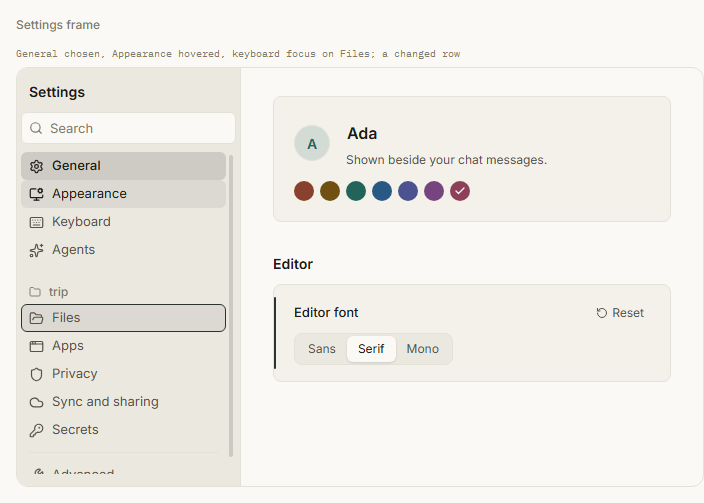 Settings frame
General chosen, Appearance hovered, keyboard focus on Files; a changed row
Settings
Search
General
Appearance
Keyboard
Agents
trip
Files
Apps
Privacy
Sync and sharing
Secrets
Advanced
A
Ada
Shown beside your chat messages.
Editor
Editor font
Reset
Sans Serif Mono